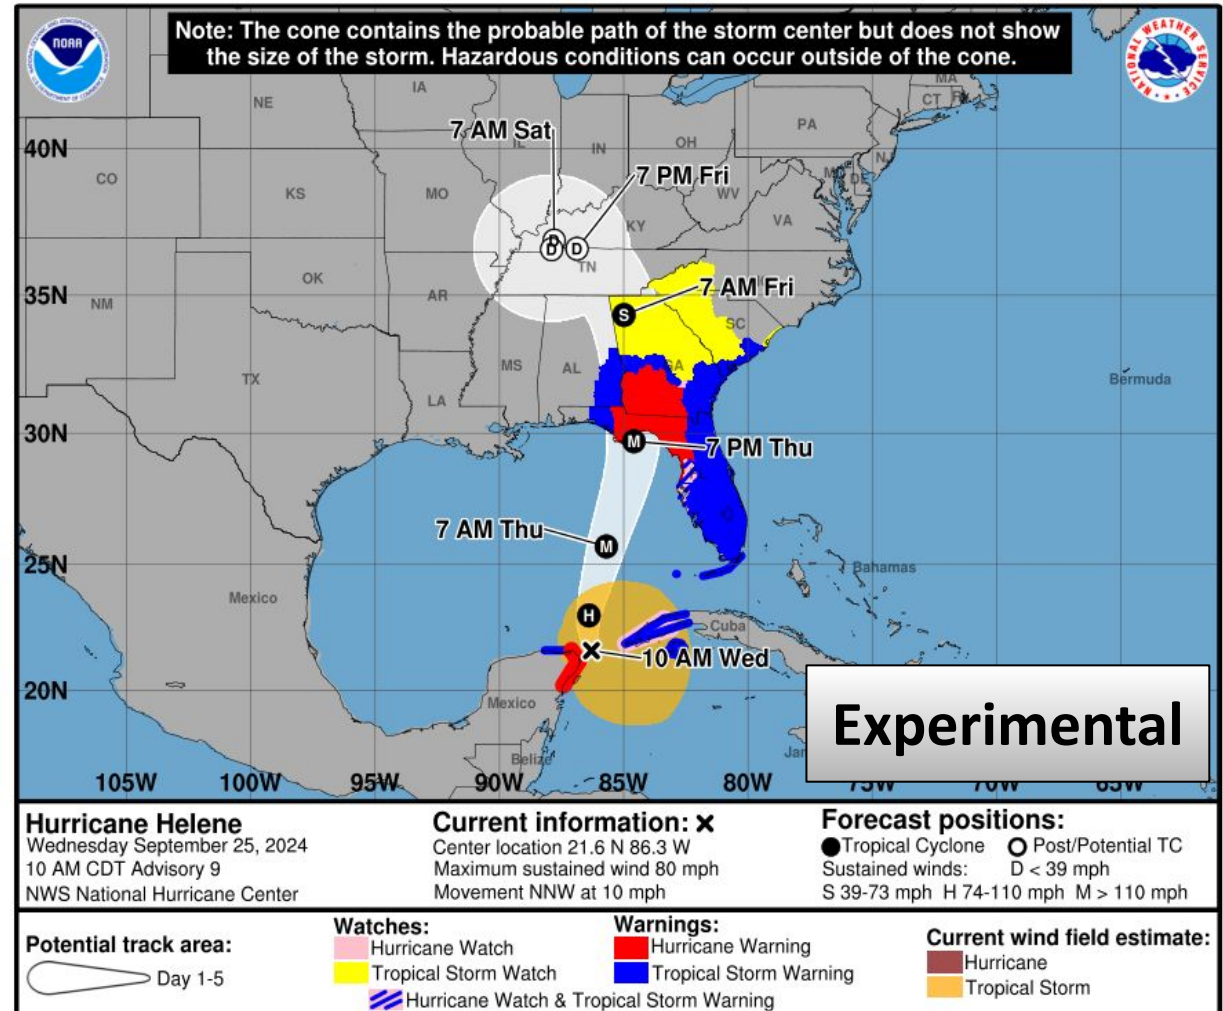 Note: The cone contains the probable path of the storm center but does not show
the size of the storm. Hazardous conditions can occur outside of the cone.
NOAA
NATIONAL WEATHER SERVICE
NE
IA
MA
CT
PA
7 AM Sat
40N
IL
IN
OH
NJ
CO
KS
MO
7 PM Fri
WV
DE
KY
VA
D
D
D
TN
OK
7 AM Fri
35N
NM
AR
S
SC
MS
AL
GA
TX
LA
Bermuda
30N
M
7 PM Thu
7 AM Thu
M
25N
Bahamas
Mexico
H
Cuba
10 AM Wed
20N
Mexico
Experimental
Belize
105W
100W
95W
90W
85W
80W
75W
70W
65W
Hurricane Helene
Wednesday September 25, 2024
10 AM CDT Advisory 9
NWS National Hurricane Center
Current information: x
Center location 21.6 N 86.3 W
Maximum sustained wind 80 mph
Movement NNW at 10 mph
Forecast positions:
Tropical Cyclone Post/Potential TC
Sustained winds: D < 39 mph
S 39-73 mph H 74-110 mph M > 110 mph
Potential track area:
Day 1-5
Watches:
Hurricane Watch
Tropical Storm Watch
Warnings:
Hurricane Warning
Tropical Storm Warning
Hurricane Watch & Tropical Storm Warning
Current wind field estimate:
Hurricane
Tropical Storm